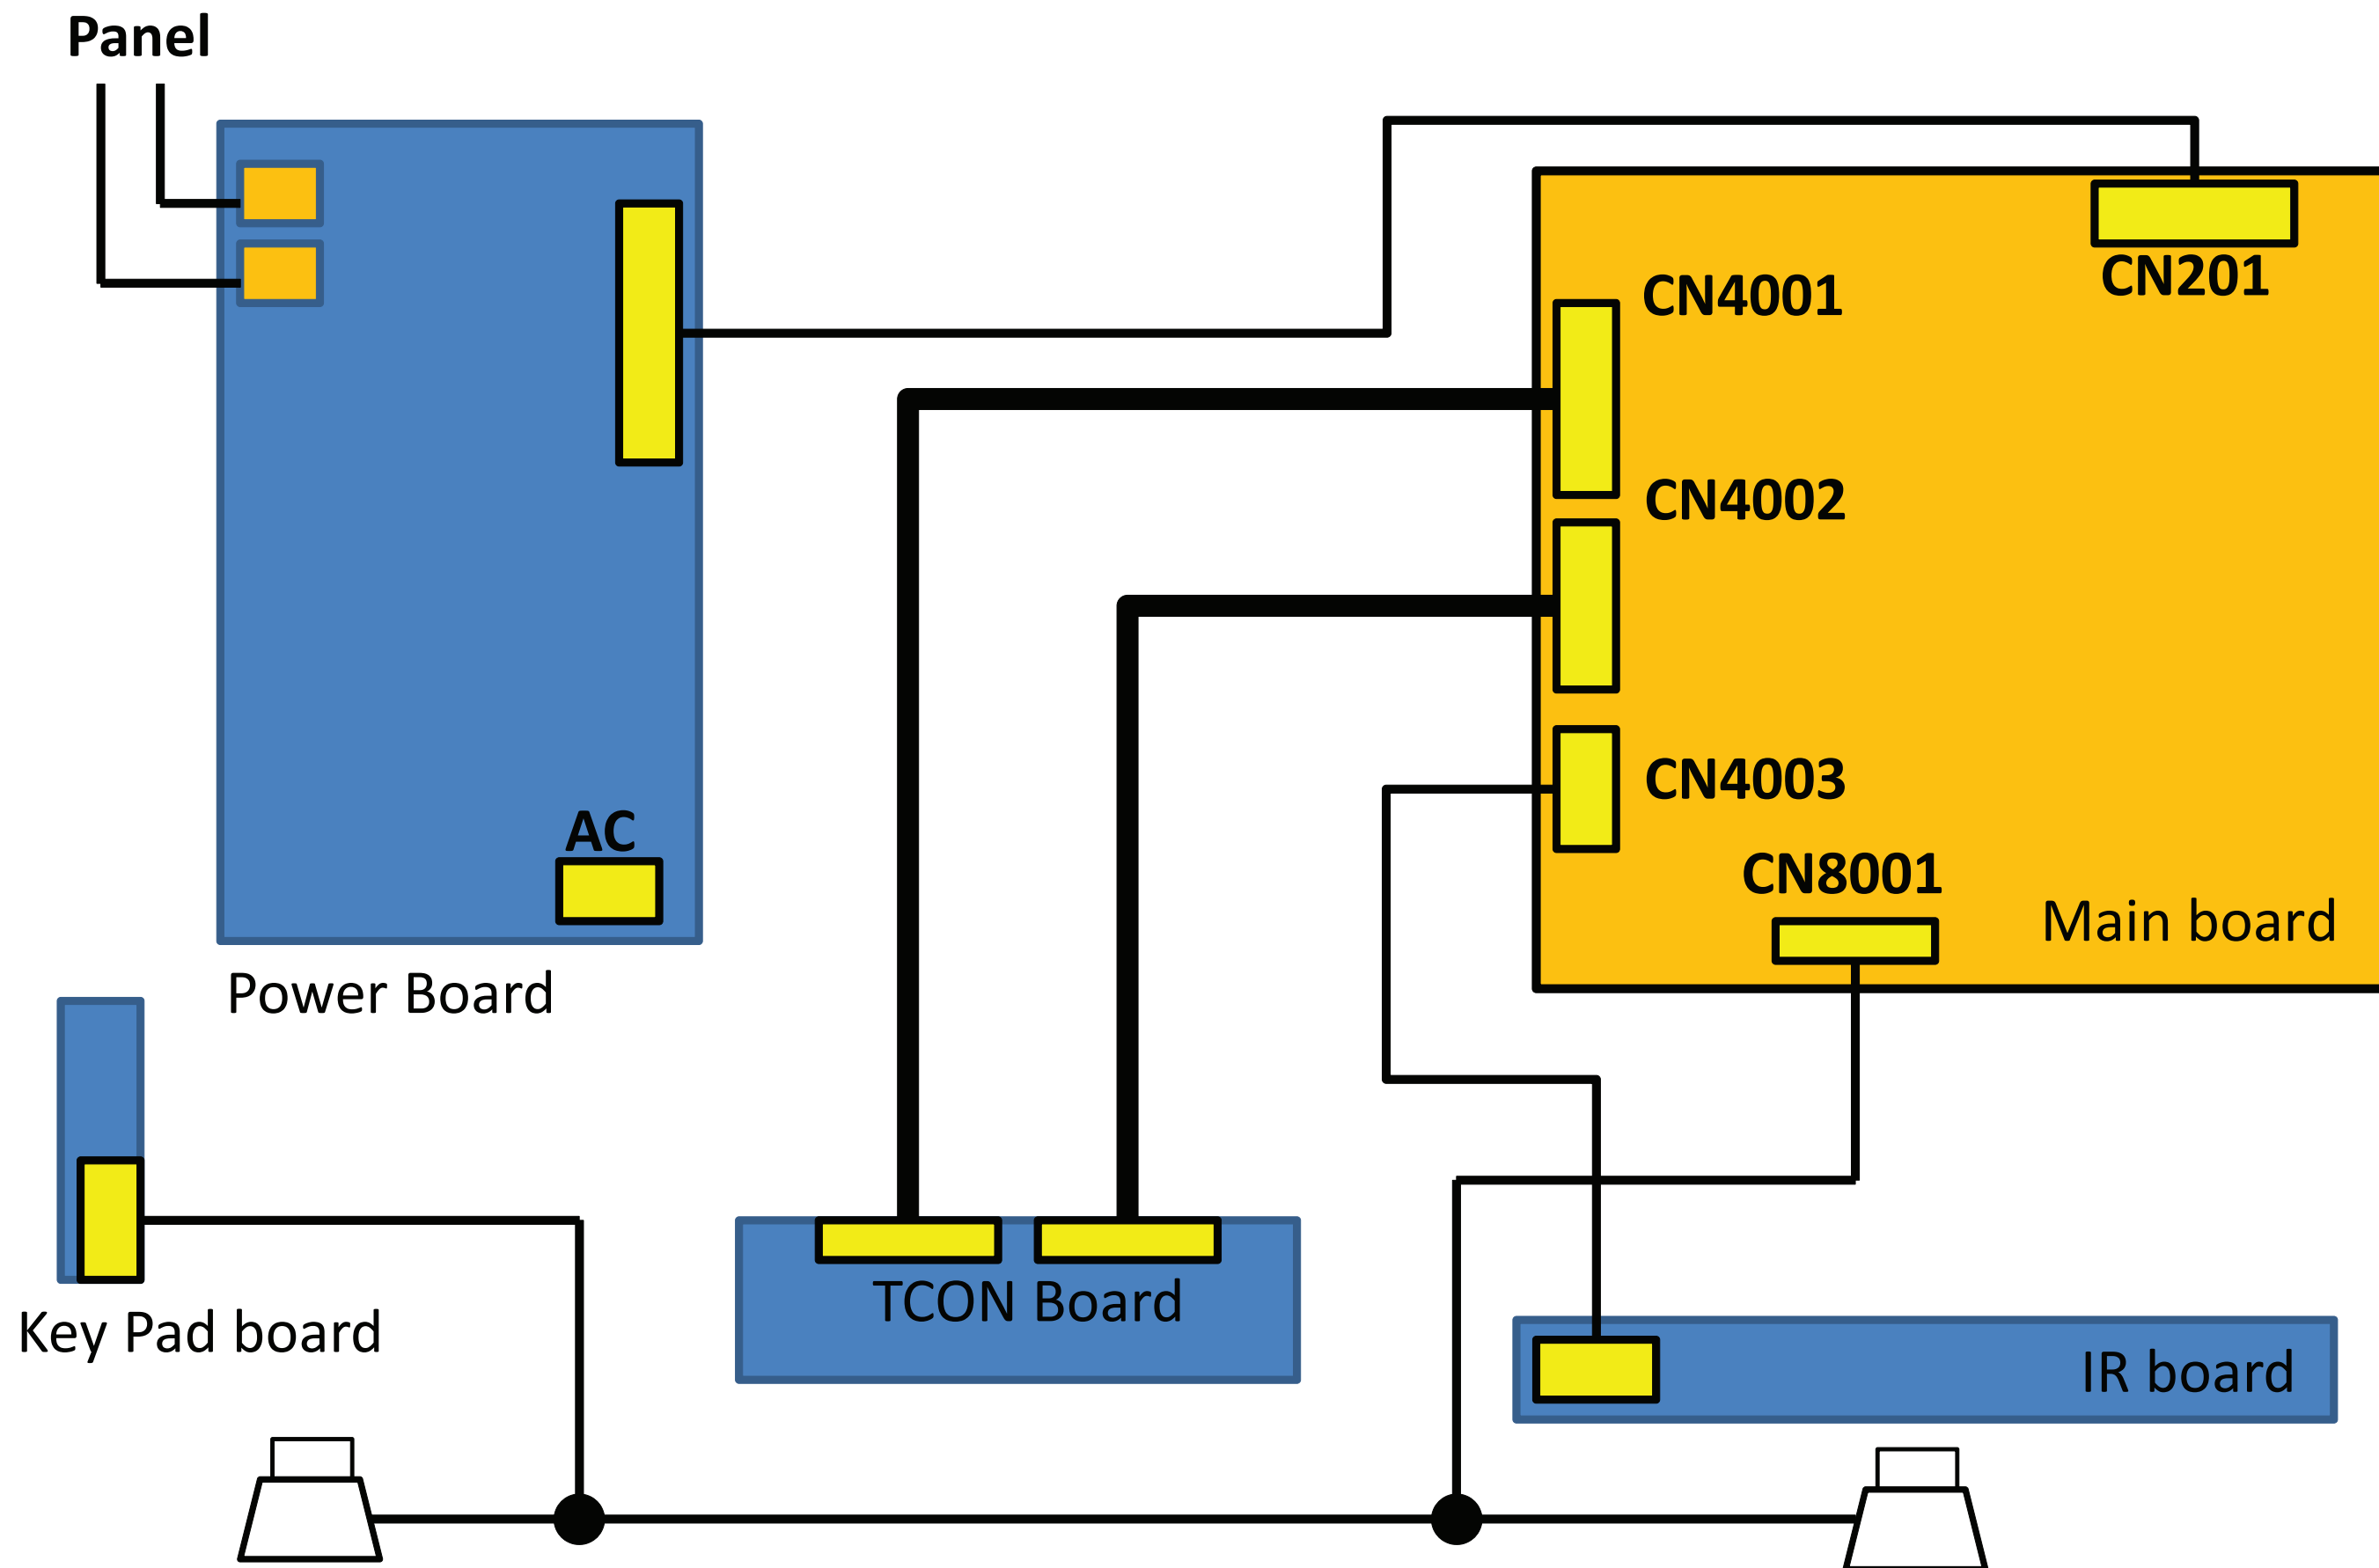 Panel
CN201
CN4001
CN4002
CN4003
AC
CN8001
Main board
Power Board
TCON Board
Key Pad board
IR board